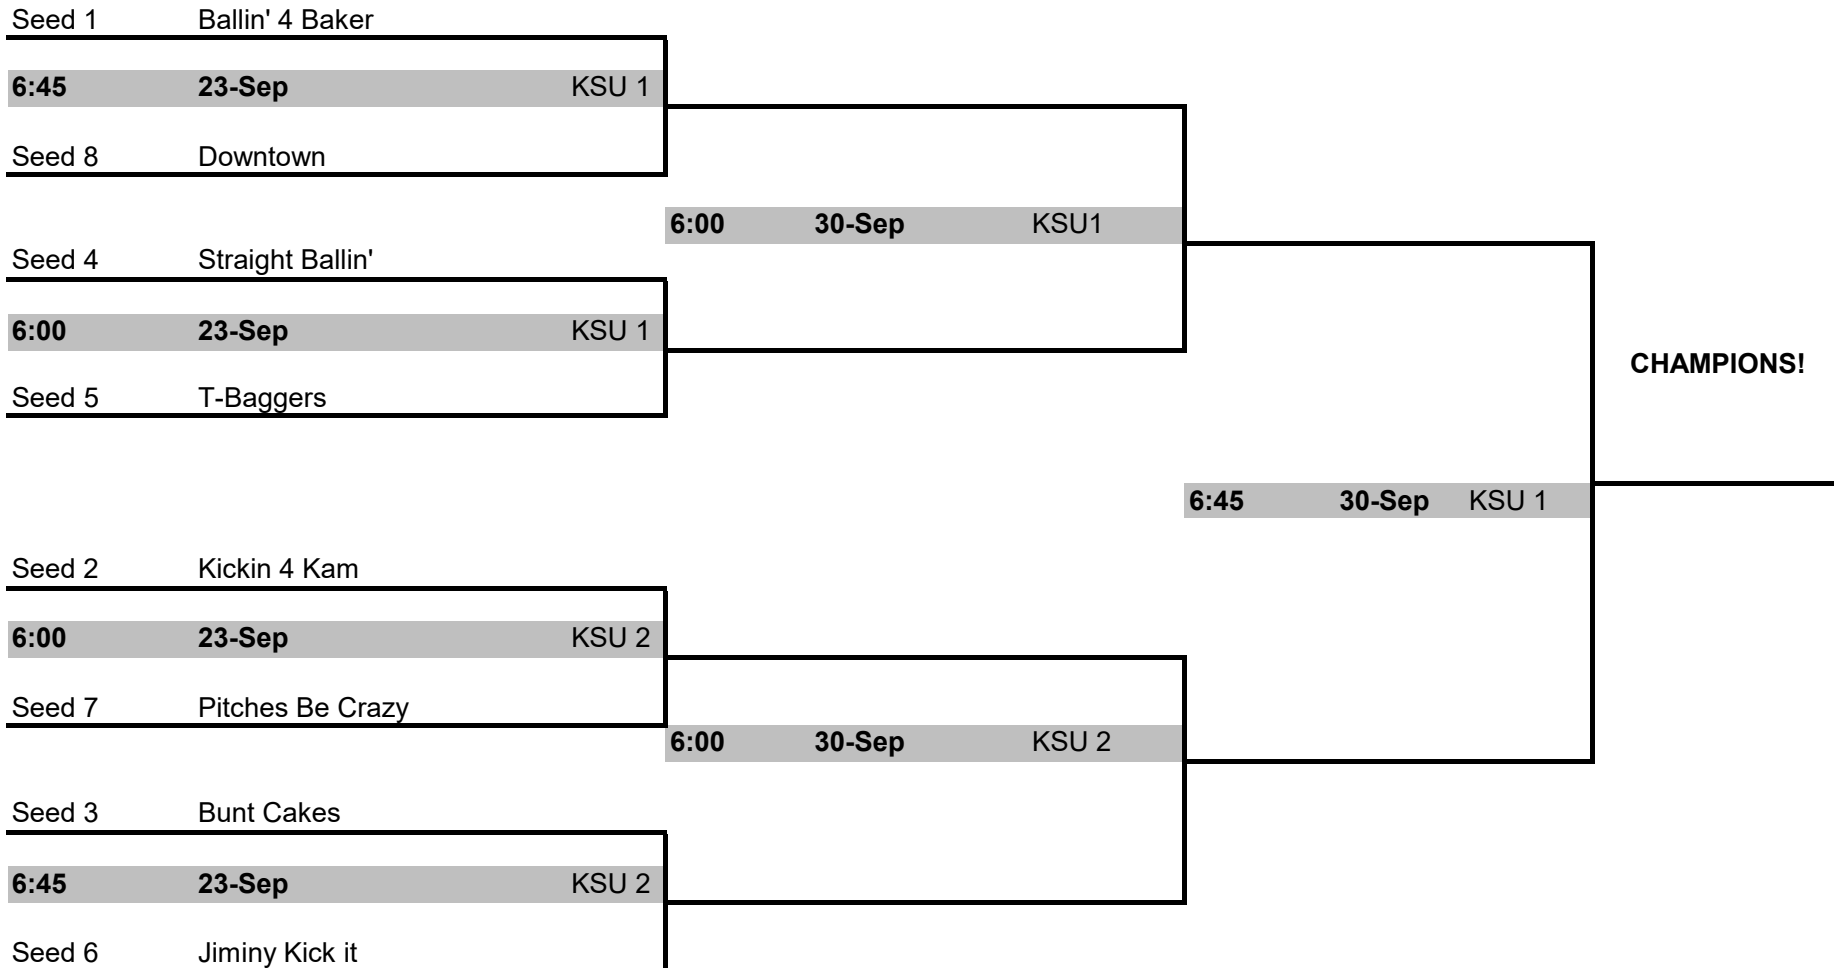 Seed 1 Ballin' 4 Baker
6:45 23-Sep KSU 1
Seed 8 Downtown
6:00 30-Sep KSU1
Seed 4 Straight Ballin'
6:00 23-Sep KSU 1
CHAMPIONS!
Seed 5 T-Baggers
6:45 30-Sep KSU 1
Seed 2 Kickin 4 Kam
6:00 23-Sep KSU 2
Seed 7 Pitches Be Crazy
6:00 30-Sep KSU 2
Seed 3 Bunt Cakes
6:45 23-Sep KSU 2
Seed 6 Jiminy Kick it